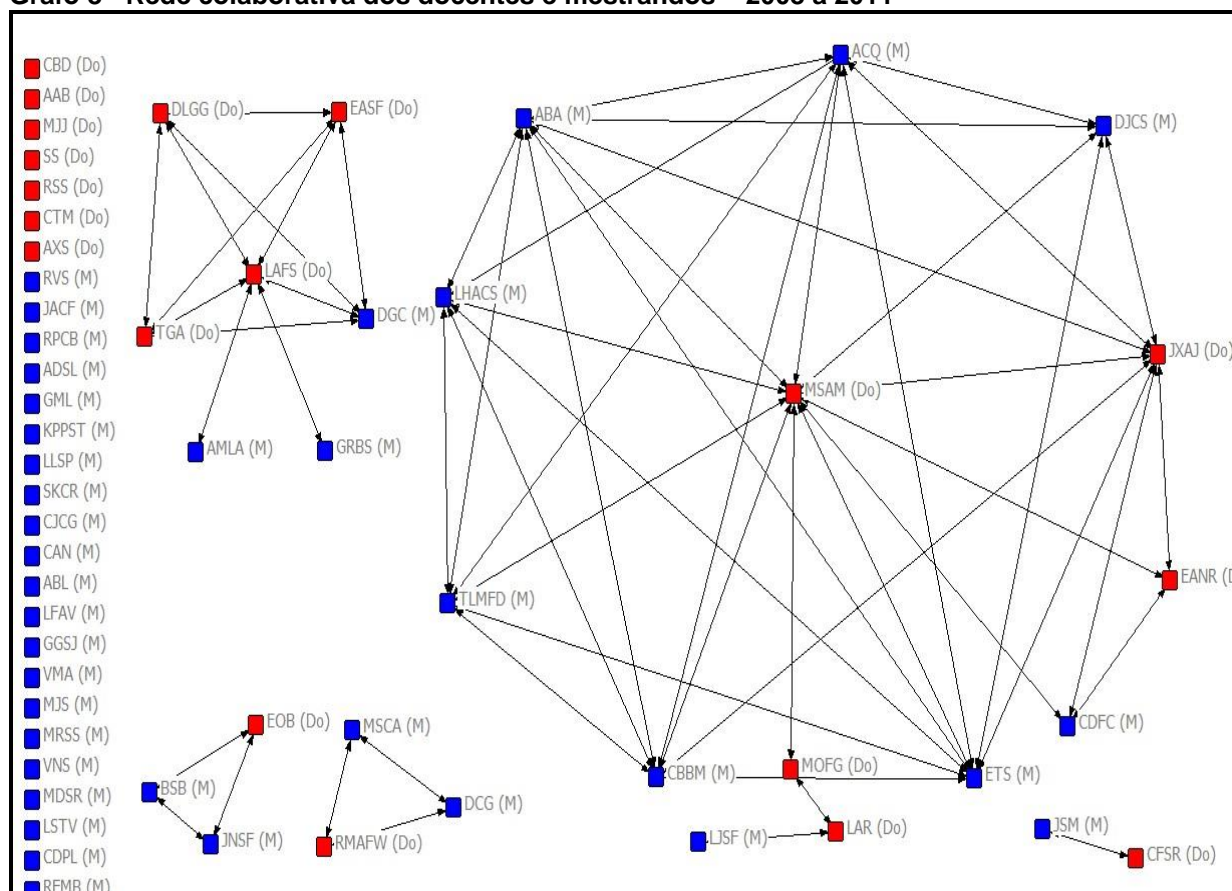 CBD (Do)
AAB (Do)
MJJ (Do)
SS (Do)
RSS (Do)
CTM (Do)
AXS (Do)
RVS (M)
JACF (M)
RPCB (M)
ADSL (M)
GML (M)
KPPST (M)
LLSP (M)
SKCR (M)
CJCG (M)
CAN (M)
ABL (M)
LFAV (M)
GGSJ (M)
VMA (M)
MJS (M)
MRSS (M)
VNS (M)
MDSR (M)
LSTV (M)
CDPL (M)
DLGG (Do)
EASF (Do)
LAFS (Do)
DGC (M)
TGA (Do)
AMLA (M)
GRBS (M)
ACQ (M)
ABA (M)
DJCS (M)
LHACS (M)
JXAJ (Do)
MSAM (Do)
EANR (D
TLMFD (M)
CDFC (M)
CBBM (M)
MOFG (Do)
ETS (M)
LJSF (M)
LAR (Do)
JSM (M)
CFSR (Do)
EOB (Do)
BSB (M)
JNSF (M)
MSCA (M)
DCG (M)
RMAFW (Do)